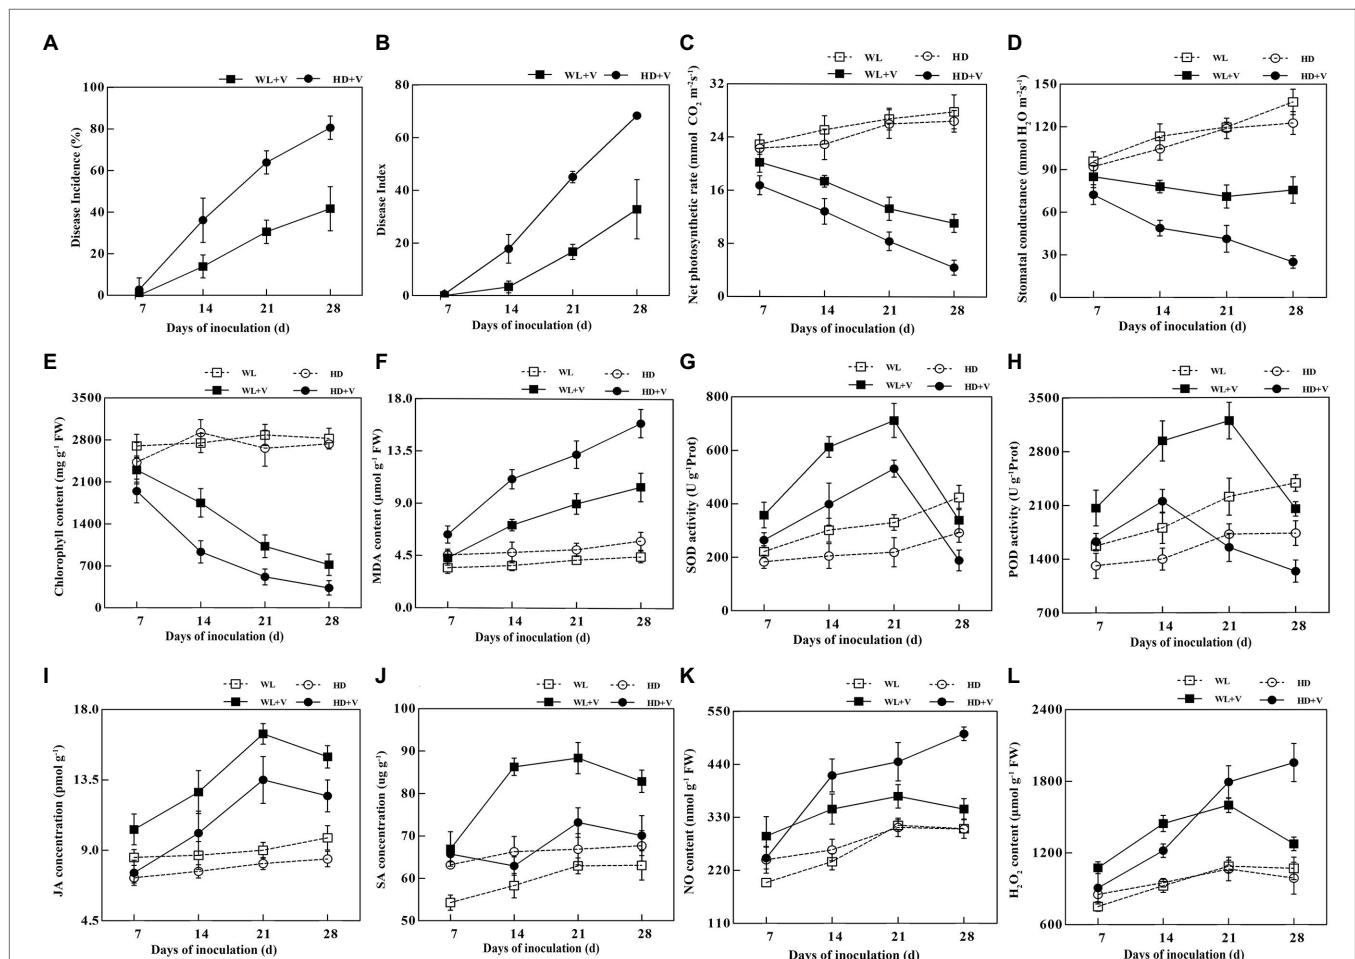 A
WL+V HD+V
Disease Incidence (%)
100
80
60
40
20
0
7 14 21 28
Days of inoculation (d)
B
WL+V HD+V
Disease Index
80
60
40
20
0
7 14 21 28
Days of inoculation (d)
C
WL HD
WL+V HD+V
Net photosynthetic rate (mmol CO2 m⁻²s⁻¹)
32
24
16
8
0
7 14 21 28
Days of inoculation (d)
D
WL HD
WL+V HD+V
Stomatal conductance (mmol H2O m⁻²s⁻¹)
150
120
90
60
30
0
7 14 21 28
Days of inoculation (d)
E
WL HD
WL+V HD+V
Chlorophyll content (mg g⁻¹ FW)
3500
2800
2100
1400
700
0
7 14 21 28
Days of inoculation (d)
F
WL HD
WL+V HD+V
MDA content (μmol g⁻¹ FW)
18.0
13.5
9.0
4.5
0.0
7 14 21 28
Days of inoculation (d)
G
WL HD
WL+V HD+V
SOD activity (U g⁻¹Prot)
800
600
400
200
0
7 14 21 28
Days of inoculation (d)
H
WL HD
WL+V HD+V
POD activity (U g⁻¹Prot)
3500
2800
2100
1400
700
7 14 21 28
Days of inoculation (d)
I
WL HD
WL+V HD+V
JA concentration (pmol g⁻¹)
18.0
13.5
9.0
4.5
7 14 21 28
Days of inoculation (d)
J
WL HD
WL+V HD+V
SA concentration (ug g⁻¹)
100
90
80
70
60
50
7 14 21 28
Days of inoculation (d)
K
WL HD
WL+V HD+V
NO content (nmol g⁻¹ FW)
550
440
330
220
110
7 14 21 28
Days of inoculation (d)
L
WL HD
WL+V HD+V
H2O2 content (μmol g⁻¹ FW)
2400
1800
1200
600
7 14 21 28
Days of inoculation (d)